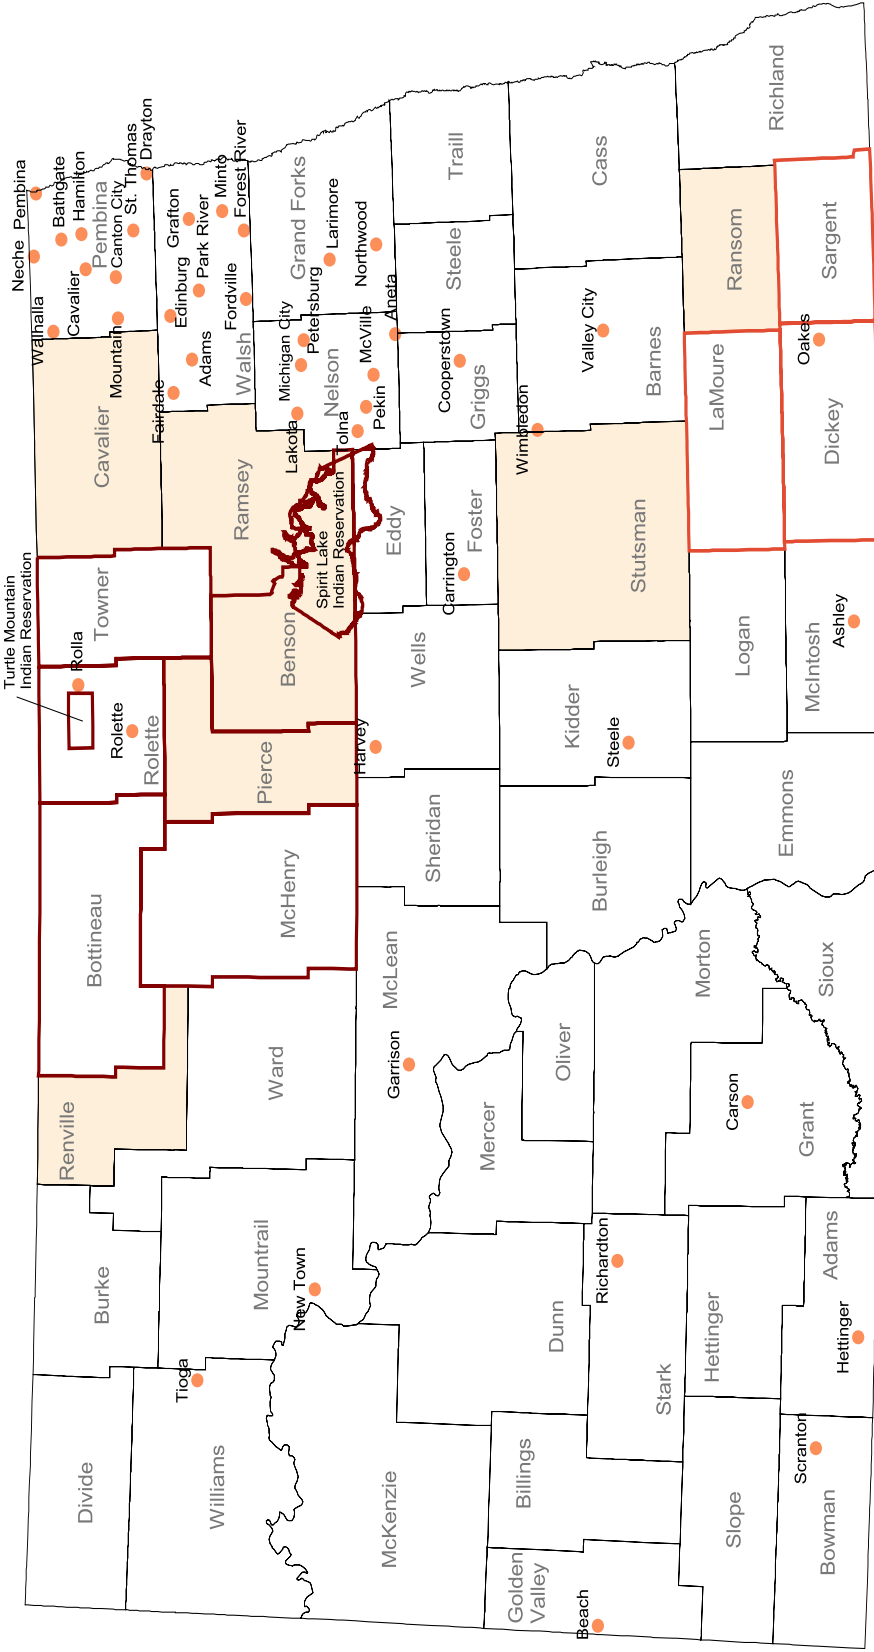 Divide
Burke
Renville
Bottineau
Turtle Mountain
Indian Reservation
Rolla
Rolette
Rolette
Towner
Cavalier
Walhalla
Neche
Pembina
Bathgate
Hamilton
Cavalier
Pembina
Canton City
St. Thomas
Drayton
Mountain
Williams
Tioga
Mountrail
New Town
Ward
McHenry
Pierce
Benson
Ramsey
Spirit Lake
Indian Reservation
Fairdale
Adams
Edinburg
Park River
Grafton
Minto
Forest River
Fordville
Walsh
Grand Forks
Larimore
Northwood
Michigan City
Petersburg
Lakota
Nelson
McVille
Tolna
Pekin
Aneta
McKenzie
McLean
Garrison
Sheridan
Harvey
Wells
Eddy
Carrington
Foster
Cooperstown
Griggs
Steele
Traill
Golden
Valley
Beach
Billings
Dunn
Mercer
Oliver
Burleigh
Kidder
Steele
Stutsman
Wimbledon
Valley City
Barnes
Cass
Stark
Richardton
Morton
Slope
Hettinger
Grant
Carson
Sioux
Emmons
Logan
LaMoure
Ransom
Richland
Bowman
Scranton
Adams
Hettinger
McIntosh
Ashley
Dickey
Oakes
Sargent